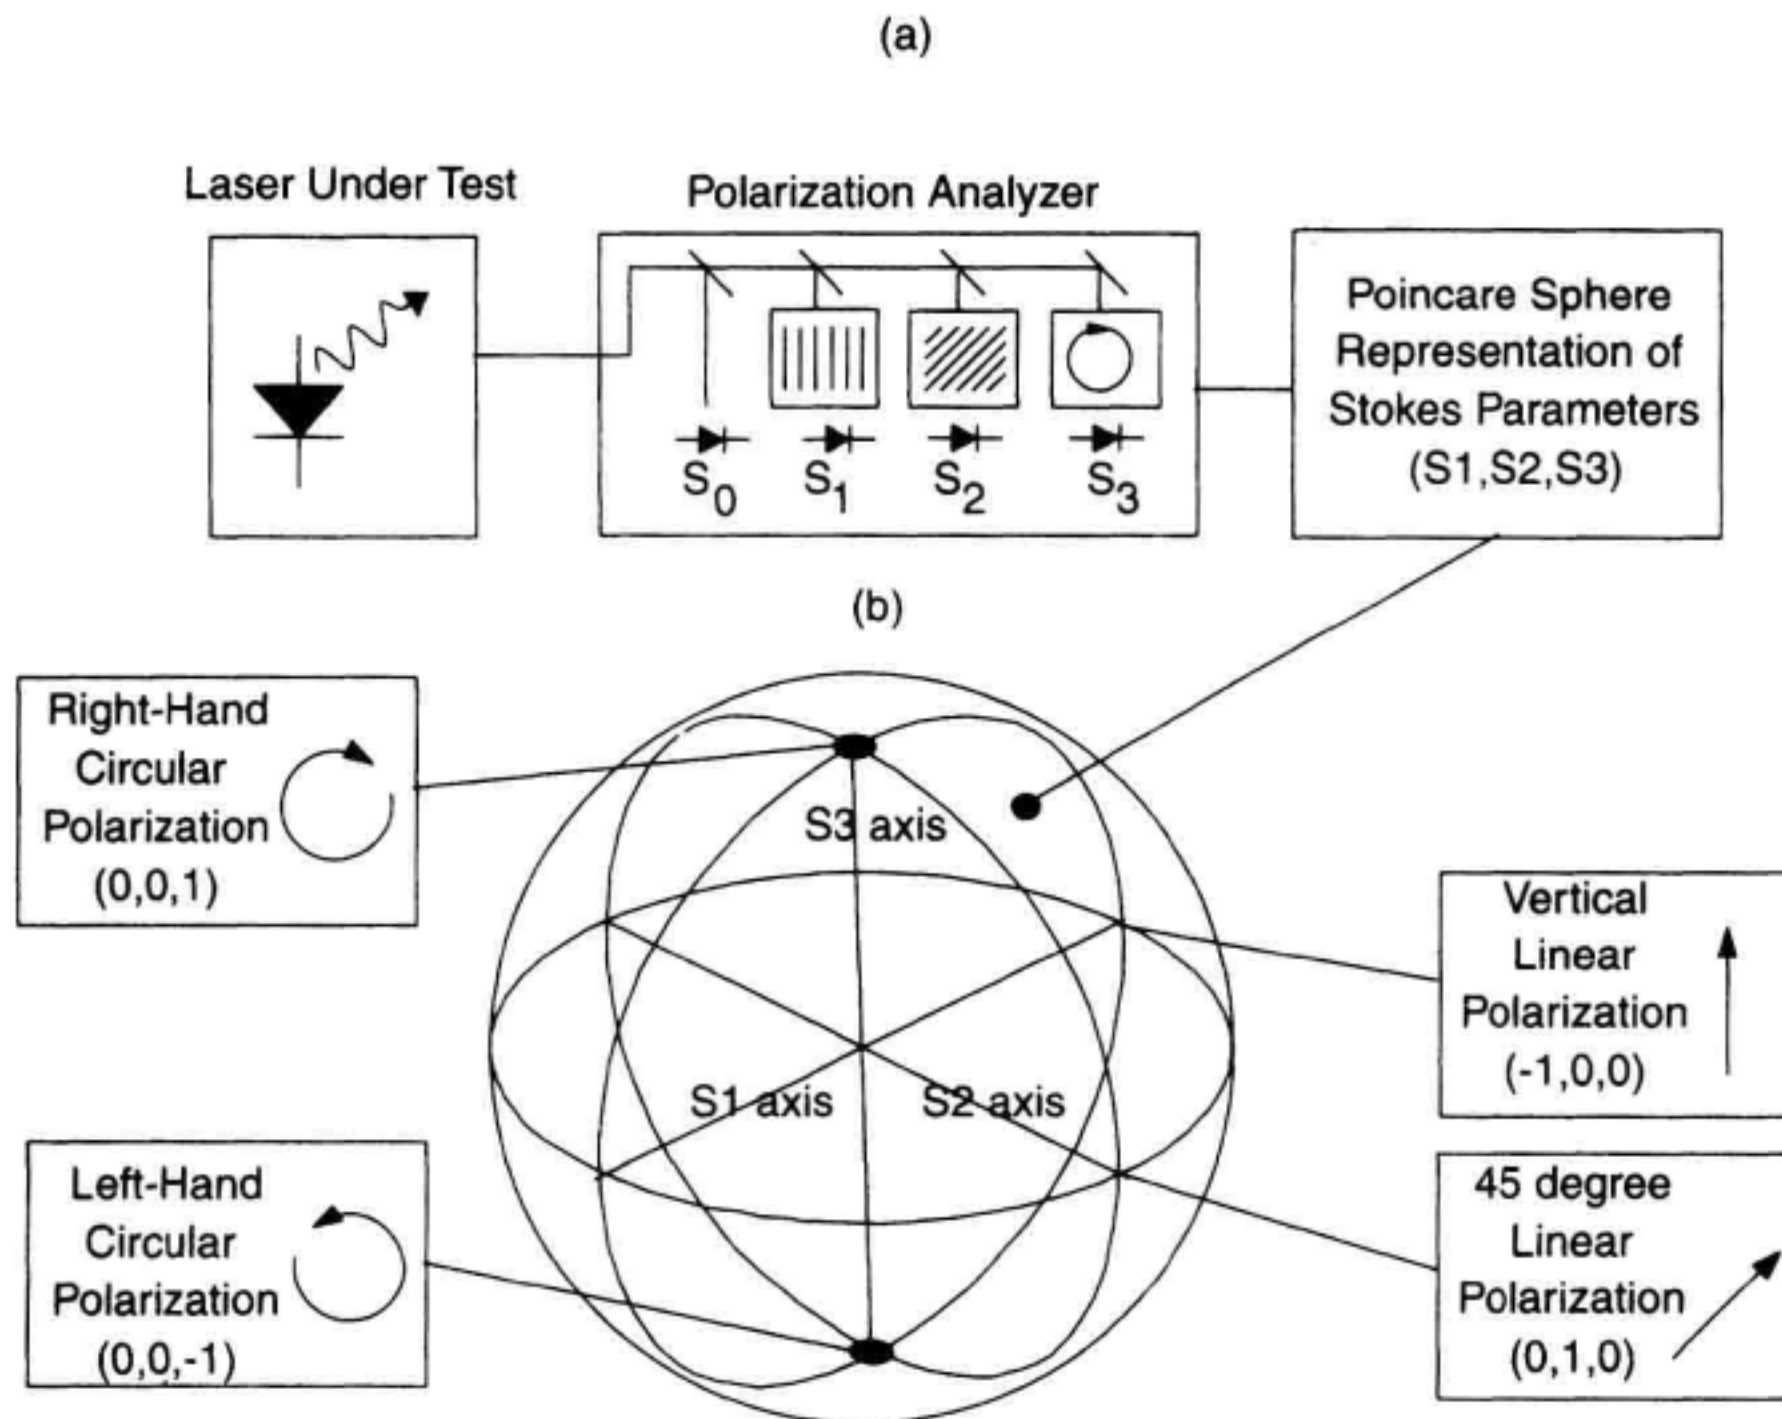 (a)
Laser Under Test
Polarization Analyzer
S0
S1
S2
S3
Poincare Sphere
Representation of
Stokes Parameters
(S1,S2,S3)
(b)
Right-Hand
Circular
Polarization
(0,0,1)
S3 axis
Vertical
Linear
Polarization
(-1,0,0)
S1 axis
S2 axis
Left-Hand
Circular
Polarization
(0,0,-1)
45 degree
Linear
Polarization
(0,1,0)